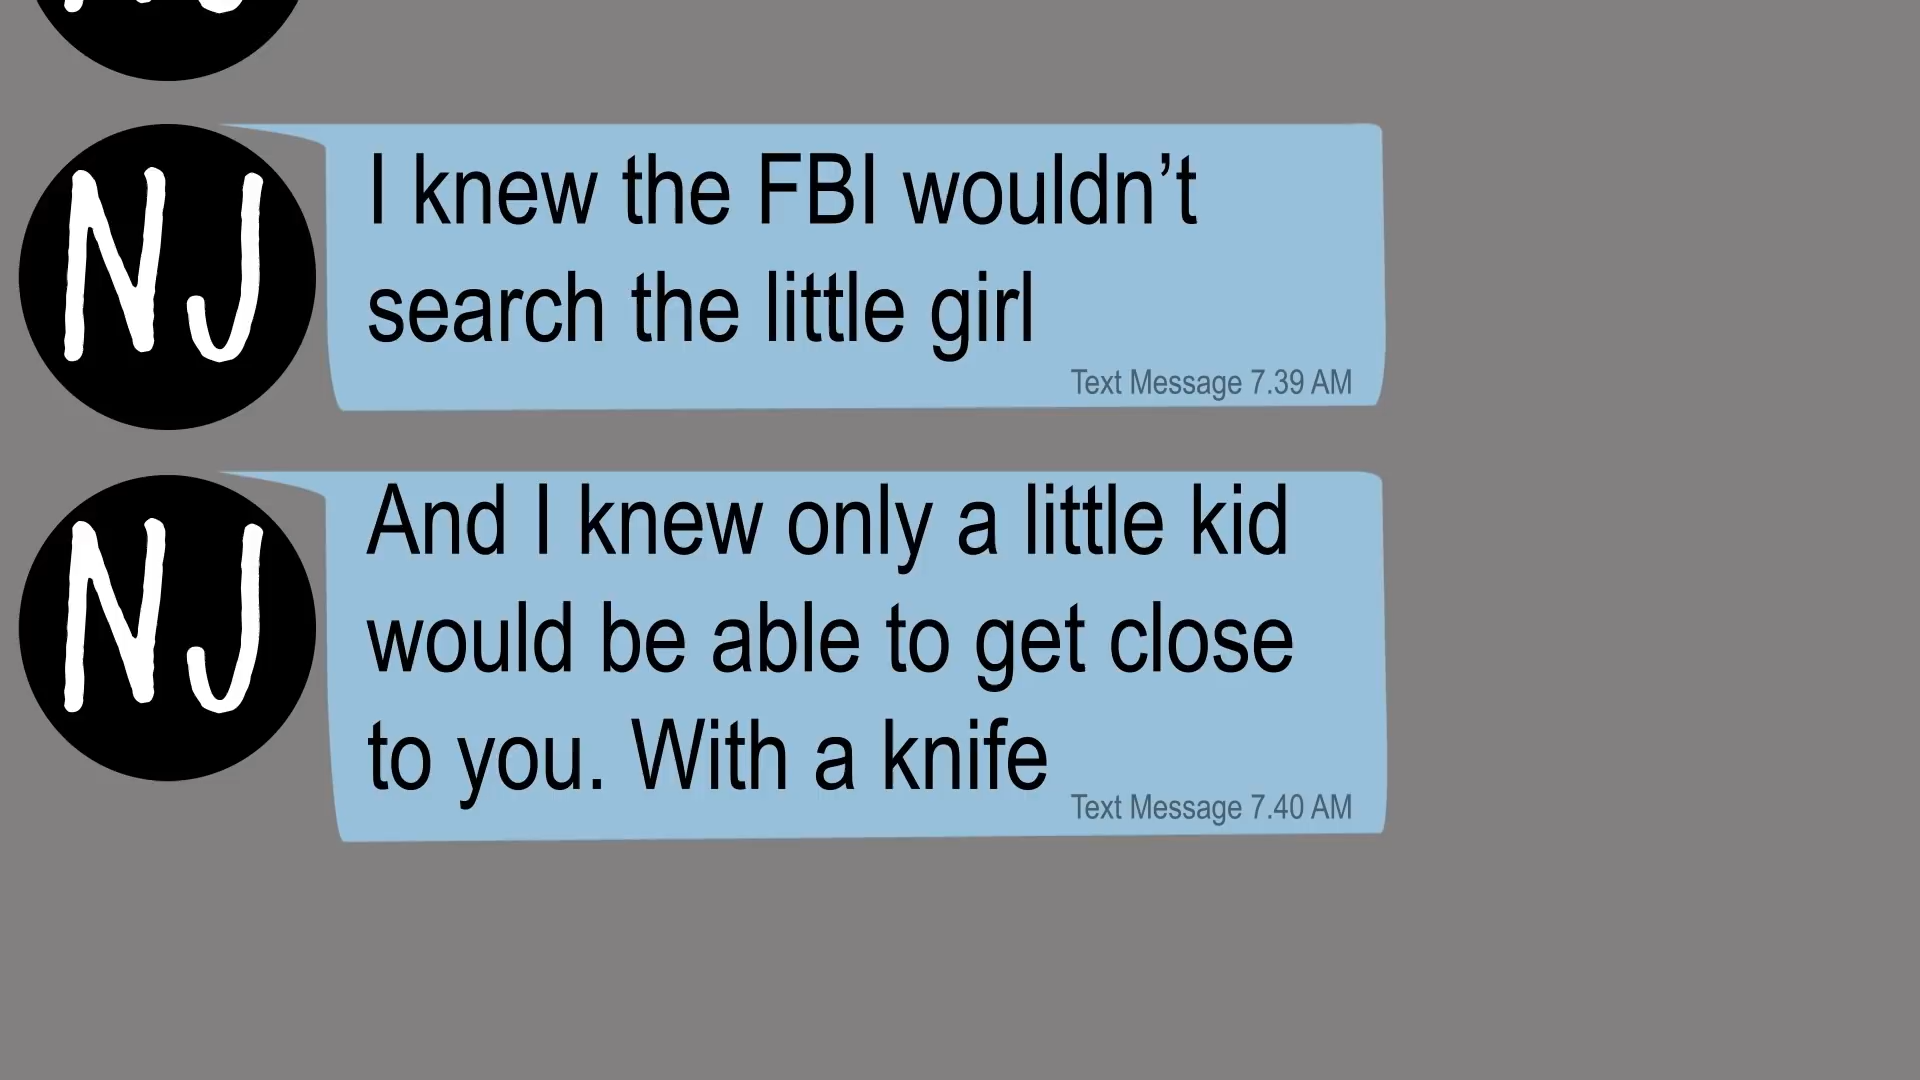 NJ
I knew the FBI wouldn’t
search the little girl
Text Message 7.39 AM
NJ
And I knew only a little kid
would be able to get close
to you. With a knife
Text Message 7.40 AM